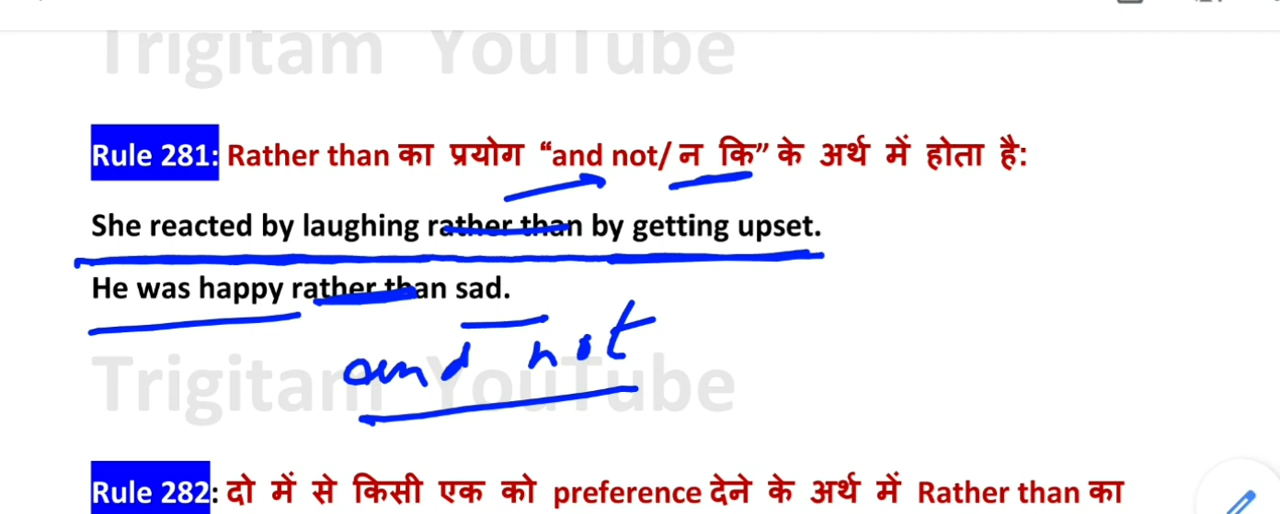 Trigitam YouTube
Rule 281: Rather than का प्रयोग “and not/ न कि” के अर्थ में होता है:
She reacted by laughing rather than by getting upset.
He was happy rather than sad.
and not
Trigitam YouTube
Rule 282: दो में से किसी एक को preference देने के अर्थ में Rather than का